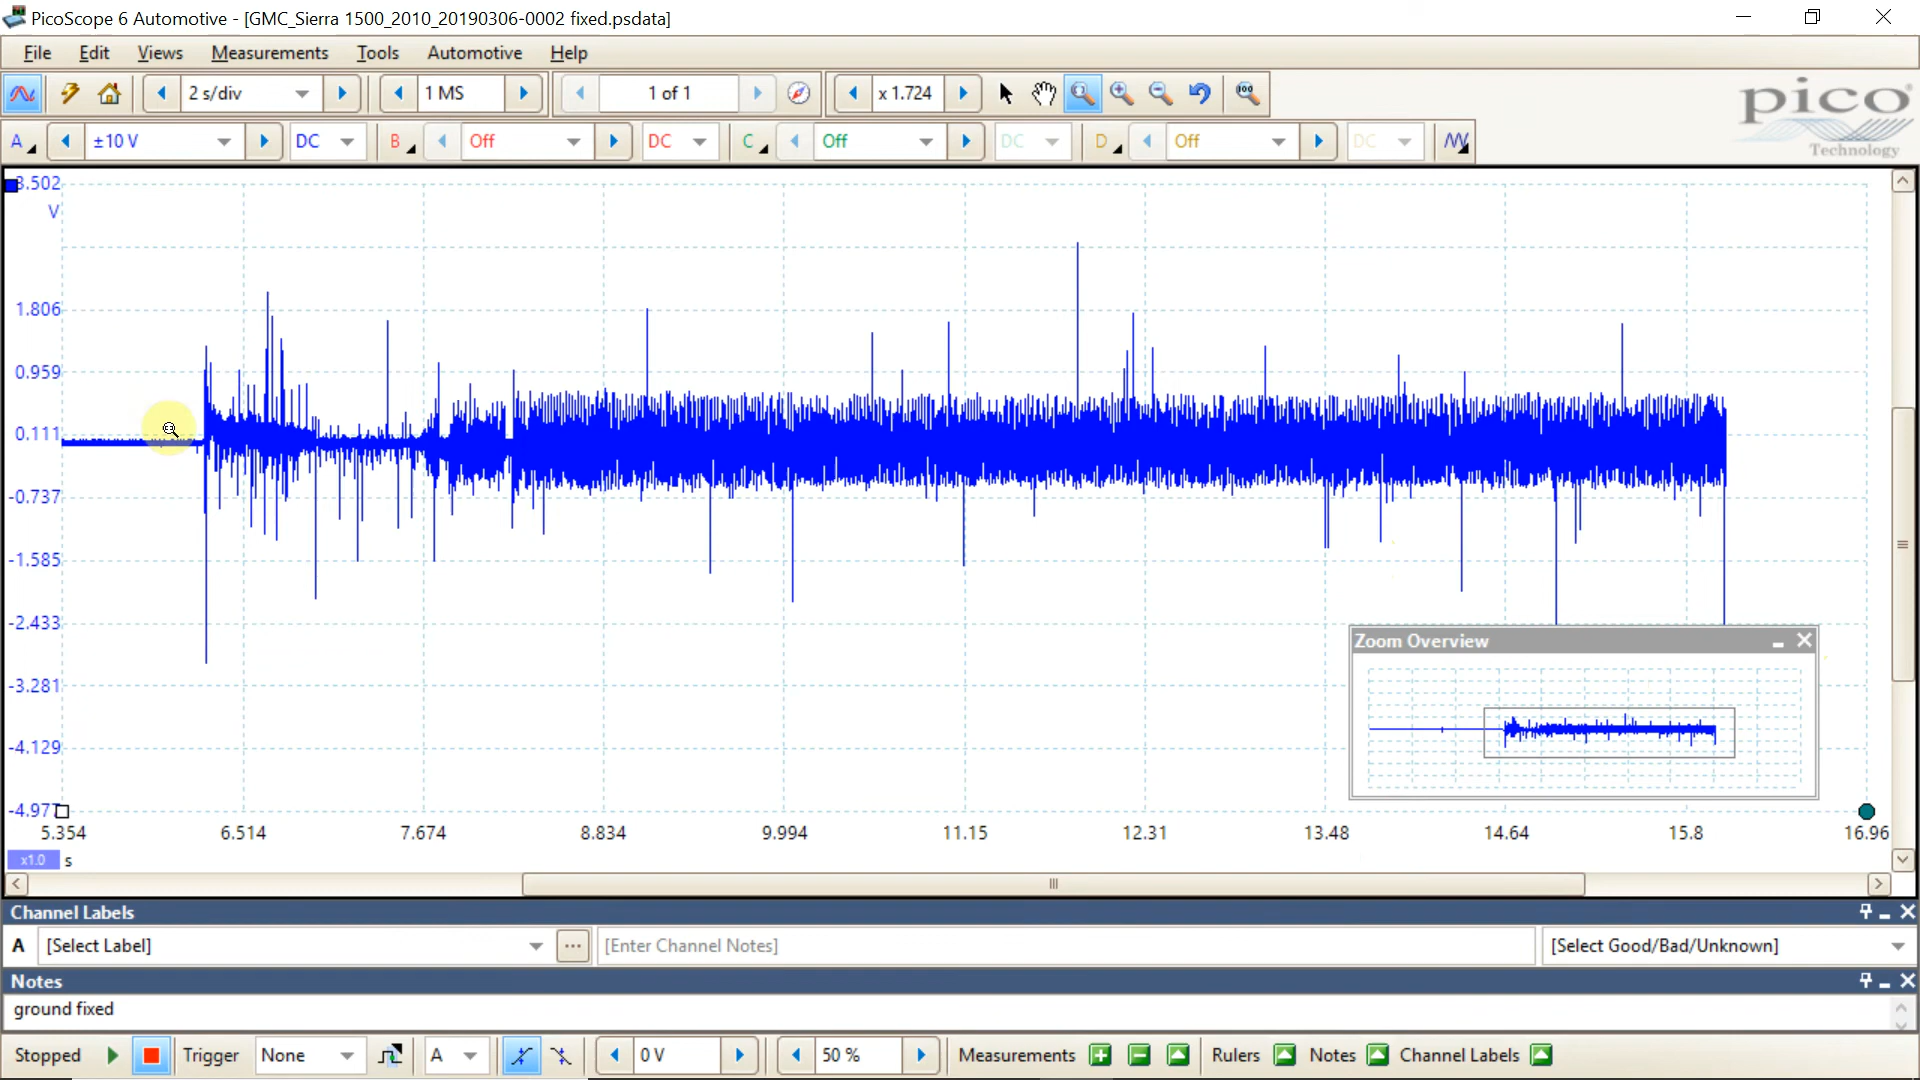 PicoScope 6 Automotive - [GMC_Sierra 1500_2010_20190306-0002 fixed.psdata]
File Edit Views Measurements Tools Automotive Help
2 s/div 1 MS 1 of 1 x 1.724
pico
Technology
A ±10 V DC B Off DC C Off DC D Off DC
3.502
V
1.806
0.959
0.111
-0.737
-1.585
-2.433
-3.281
-4.129
-4.977
Zoom Overview
5.354 6.514 7.674 8.834 9.994 11.15 12.31 13.48 14.64 15.8 16.96
x1.0 s
Channel Labels
A [Select Label] ... [Enter Channel Notes] [Select Good/Bad/Unknown]
Notes
ground fixed
Stopped Trigger None A 0 V 50 % Measurements Rulers Notes Channel Labels